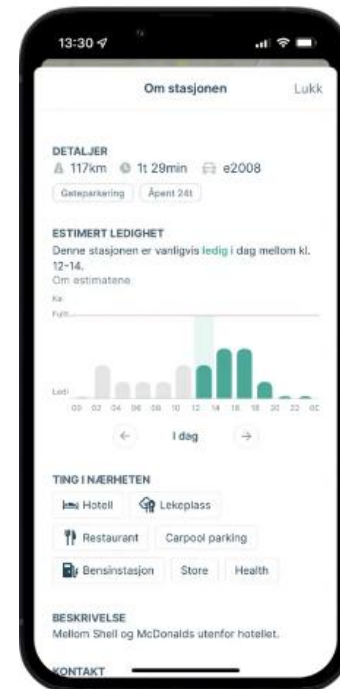 13:30
Om stasjonen
Lukk
DETALJER
117km 1t 29min e2008
Gateparkering Åpent 24t
ESTIMERT LEDIGHET
Denne stasjonen er vanligvis ledig i dag mellom kl.
12-14.
Om estimatene
Kø
Fullt
Ledi
00 02 04 06 08 10 12 14 16 18 20 22 00
I dag
TING I NÆRHETEN
Hotell Lekeplass
Restaurant Carpool parking
Bensinstasjon Store Health
BESKRIVELSE
Mellom Shell og McDonalds utenfor hotellet.
KONTAKT